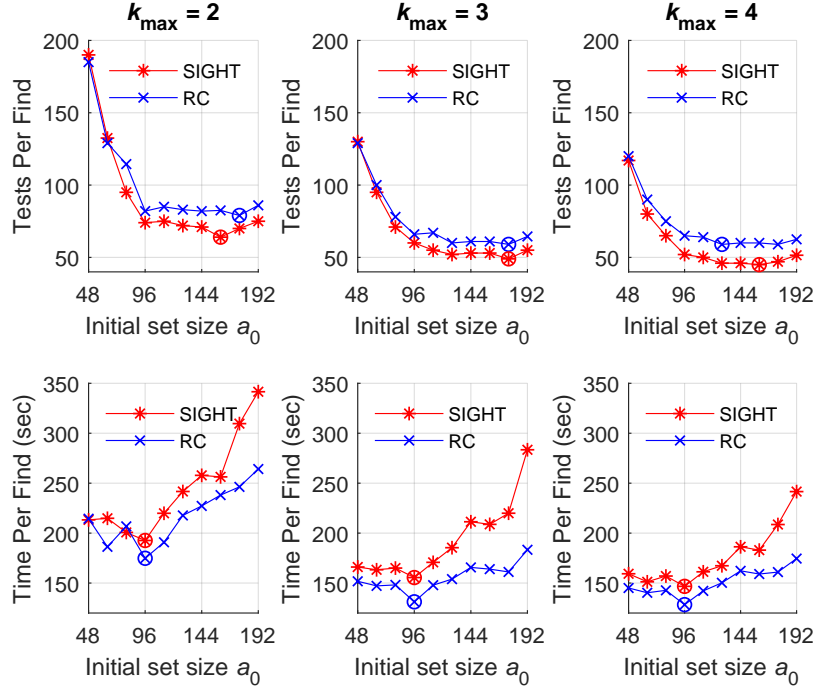 k_max = 2
k_max = 3
k_max = 4
Tests Per Find
200
150
100
50
SIGHT
RC
48 96 144 192
Initial set size a_0
Tests Per Find
200
150
100
50
SIGHT
RC
48 96 144 192
Initial set size a_0
Tests Per Find
200
150
100
50
SIGHT
RC
48 96 144 192
Initial set size a_0
Time Per Find (sec)
350
300
250
200
150
SIGHT
RC
48 96 144 192
Initial set size a_0
Time Per Find (sec)
350
300
250
200
150
SIGHT
RC
48 96 144 192
Initial set size a_0
Time Per Find (sec)
350
300
250
200
150
SIGHT
RC
48 96 144 192
Initial set size a_0